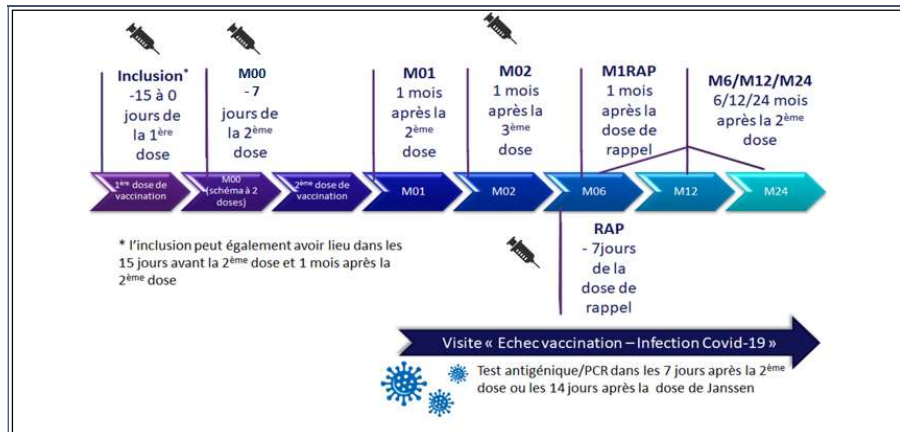 Inclusion*
-15 à 0
jours de
la 1ère
dose
M00
- 7
jours de
la 2ème
dose
M01
1 mois
après la
2ème
dose
M02
1 mois
après la
3ème
dose
M1RAP
1 mois
après la
dose de
rappel
M6/M12/M24
6/12/24 mois
après la 2ème
dose
1ère dose de
vaccination
M00
(schéma à 2
doses)
2ème dose de
vaccination
M01
M02
M06
M12
M24
* l'inclusion peut également avoir lieu dans les
15 jours avant la 2ème dose et 1 mois après la
2ème dose
RAP
- 7jours
de la
dose de
rappel
Visite « Echec vaccination – Infection Covid-19 »
Test antigénique/PCR dans les 7 jours après la 2ème
dose ou les 14 jours après la dose de Janssen